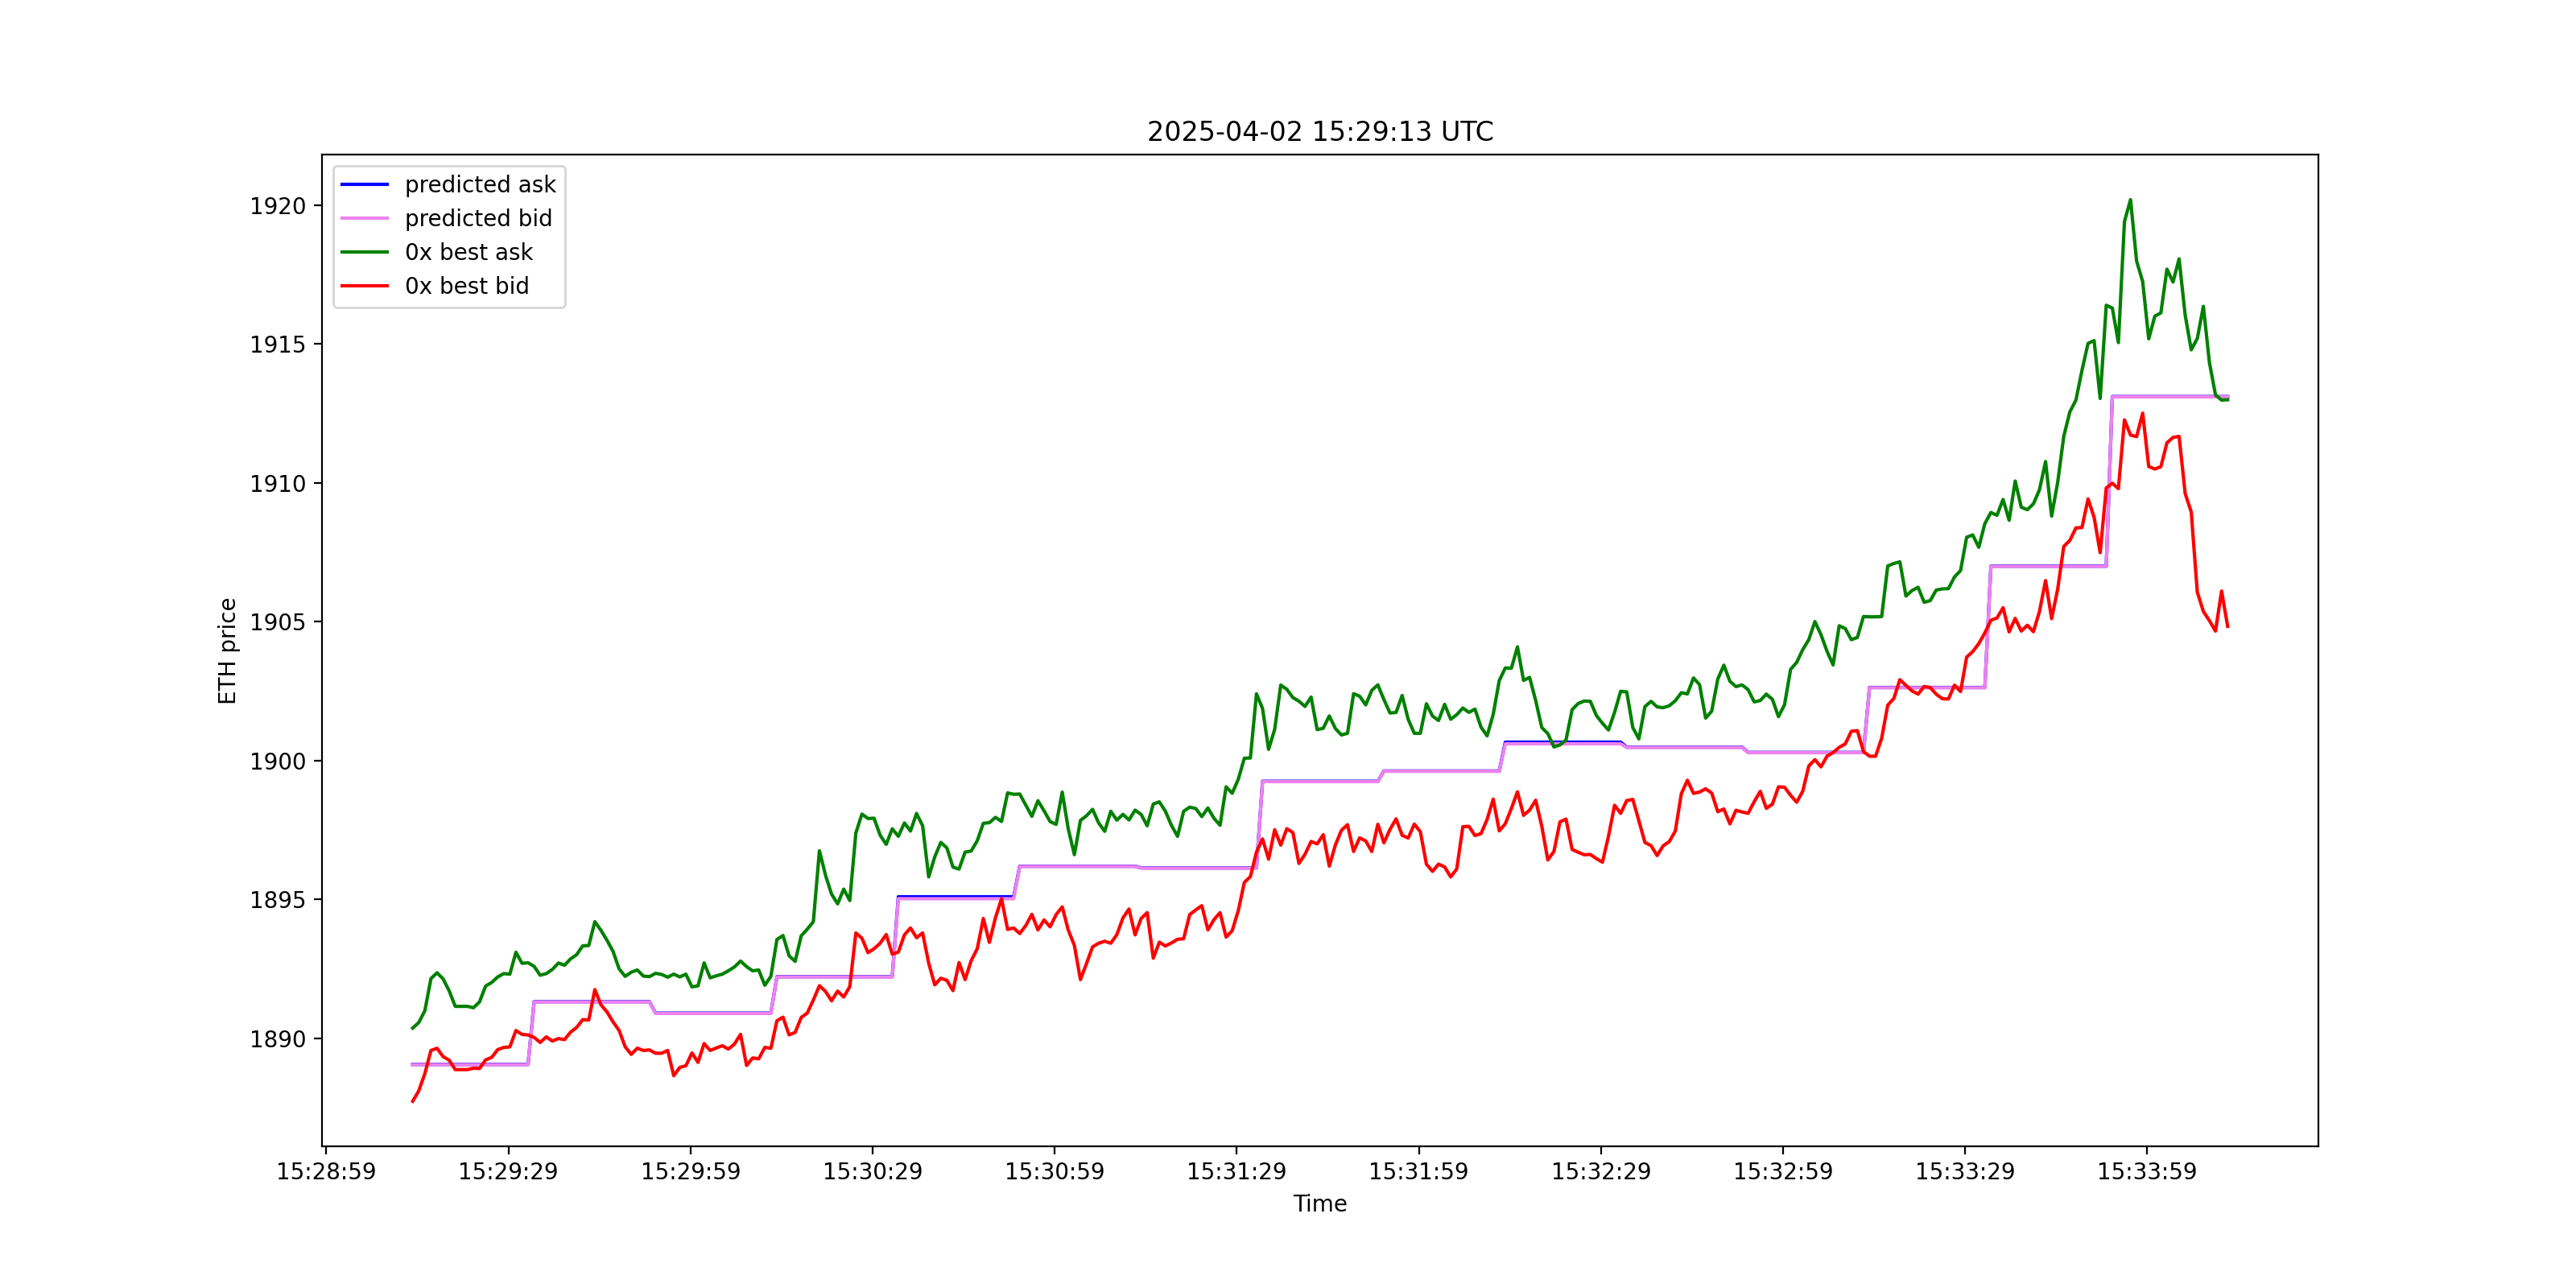 2025-04-02 15:29:13 UTC
predicted ask
predicted bid
0x best ask
0x best bid
1920
1915
1910
1905
1900
1895
1890
ETH price
15:28:59 15:29:29 15:29:59 15:30:29 15:30:59 15:31:29 15:31:59 15:32:29 15:32:59 15:33:29 15:33:59
Time